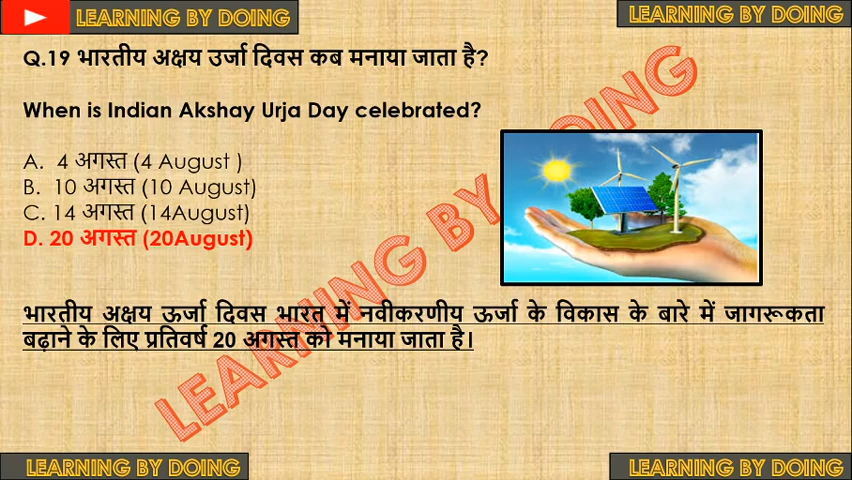 LEARNING BY DOING
LEARNING BY DOING
Q.19 भारतीय अक्षय उर्जा दिवस कब मनाया जाता है?
When is Indian Akshay Urja Day celebrated?
A. 4 अगस्त (4 August )
B. 10 अगस्त (10 August)
C. 14 अगस्त (14August)
D. 20 अगस्त (20August)
भारतीय अक्षय ऊर्जा दिवस भारत में नवीकरणीय ऊर्जा के विकास के बारे में जागरूकता
बढ़ाने के लिए प्रतिवर्ष 20 अगस्त को मनाया जाता है।
LEARNING BY DOING
LEARNING BY DOING
LEARNING BY DOING